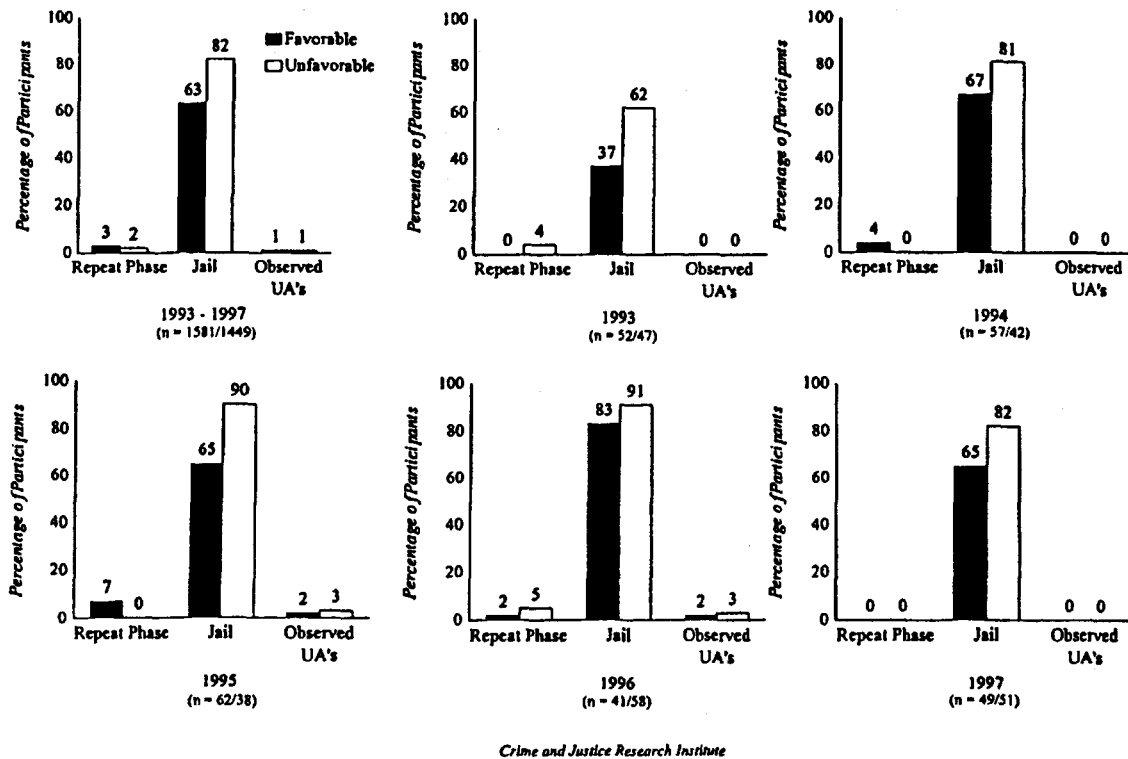 100
80
60
40
20
0
Percentage of Participants
Favorable
Unfavorable
3 2 63 82 1 1
Repeat Phase Jail Observed
UA's
1993 - 1997
(n = 1581/1449)
100
80
60
40
20
0
Percentage of Participants
0 4 37 62 0 0
Repeat Phase Jail Observed
UA's
1993
(n = 52/47)
100
80
60
40
20
0
Percentage of Participants
4 0 67 81 0 0
Repeat Phase Jail Observed
UA's
1994
(n = 57/42)
100
80
60
40
20
0
Percentage of Participants
7 0 65 90 2 3
Repeat Phase Jail Observed
UA's
1995
(n = 62/38)
100
80
60
40
20
0
Percentage of Participants
2 5 83 91 2 3
Repeat Phase Jail Observed
UA's
1996
(n = 41/58)
100
80
60
40
20
0
Percentage of Participants
0 0 65 82 0 0
Repeat Phase Jail Observed
UA's
1997
(n = 49/51)
Crime and Justice Research Institute